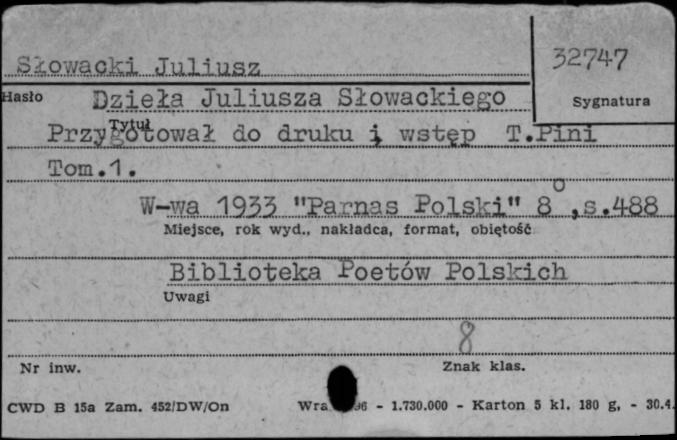 Słowacki Juliusz
32747
Hasło Dzieła Juliusza Słowackiego
Sygnatura
Tytuł
Przygotował do druku i wstęp T.Pini
Tom.1.
W-wa 1933 "Parnas Polski" 8⁰,s.488
Miejsce, rok wyd., nakładca, format, objętość
Biblioteka Poetów Polskich
Uwagi
8
Nr inw. Znak klas.
CWD B 15a Zam. 452/DW/On - 1.730.000 - Karton 5 kl. 180 g, - 30.4.